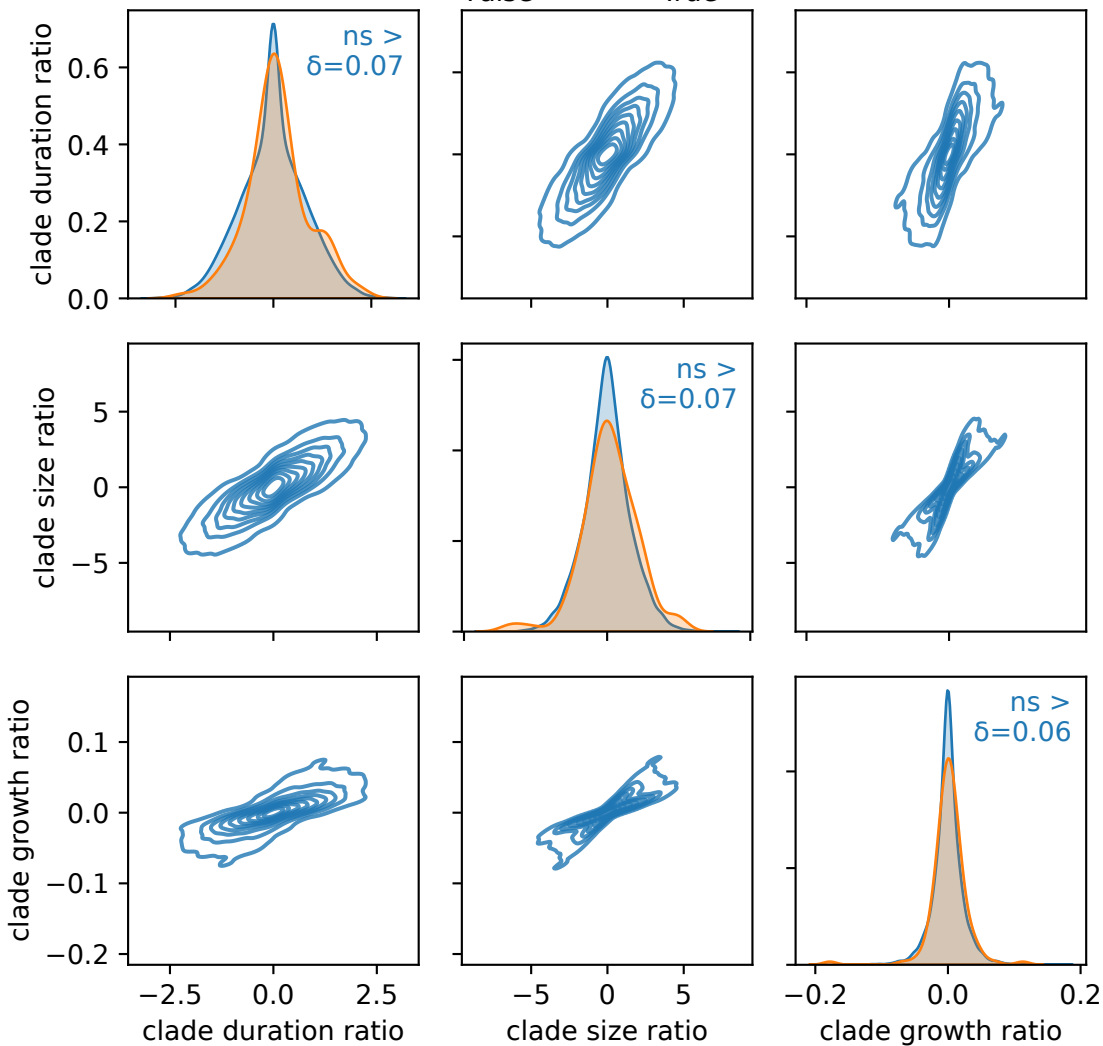 clade duration ratio
0.6
0.4
0.2
0.0
ns >
δ=0.07
clade size ratio
5
0
−5
ns >
δ=0.07
clade growth ratio
0.1
0.0
−0.1
−0.2
ns >
δ=0.06
−2.5 0.0 2.5
clade duration ratio
−5 0 5
clade size ratio
−0.2 0.0 0.2
clade growth ratio